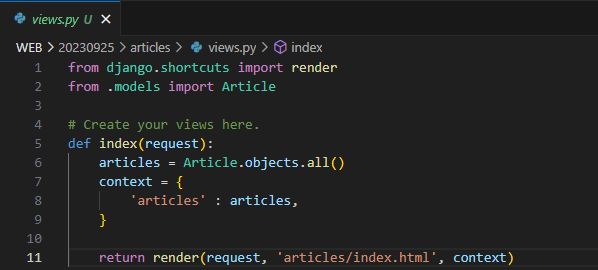 views.py U ×
WEB > 20230925 > articles > views.py > index
1 from django.shortcuts import render
2 from .models import Article
3
4 # Create your views here.
5 def index(request):
6     articles = Article.objects.all()
7     context = {
8         'articles' : articles,
9     }
10
11     return render(request, 'articles/index.html', context)